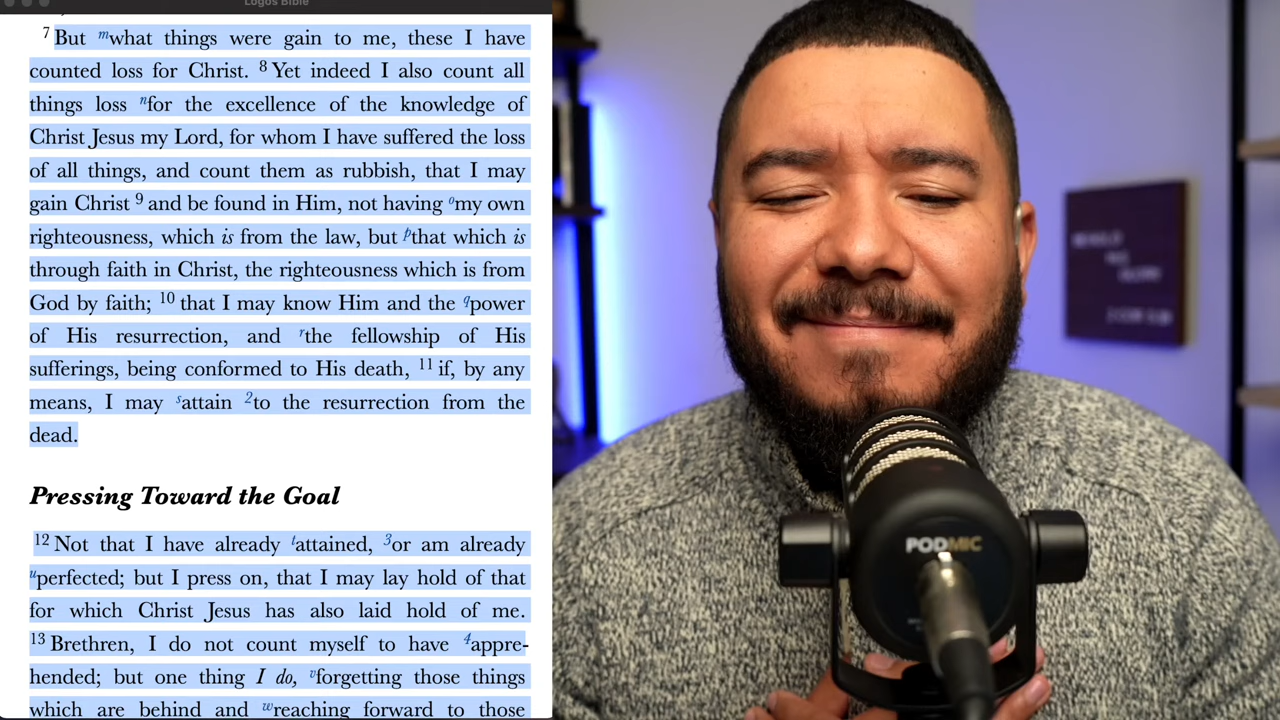 Logos Bible
7 But mwhat things were gain to me, these I have
counted loss for Christ. 8 Yet indeed I also count all
things loss nfor the excellence of the knowledge of
Christ Jesus my Lord, for whom I have suffered the loss
of all things, and count them as rubbish, that I may
gain Christ 9 and be found in Him, not having omy own
righteousness, which is from the law, but pthat which is
through faith in Christ, the righteousness which is from
God by faith; 10 that I may know Him and the qpower
of His resurrection, and rthe fellowship of His
sufferings, being conformed to His death, 11 if, by any
means, I may sattain 2to the resurrection from the
dead.
Pressing Toward the Goal
12 Not that I have already tattained, 3or am already
uperfected; but I press on, that I may lay hold of that
for which Christ Jesus has also laid hold of me.
13 Brethren, I do not count myself to have 4appre-
hended; but one thing I do, vforgetting those things
which are behind and wreaching forward to those
PODMIC